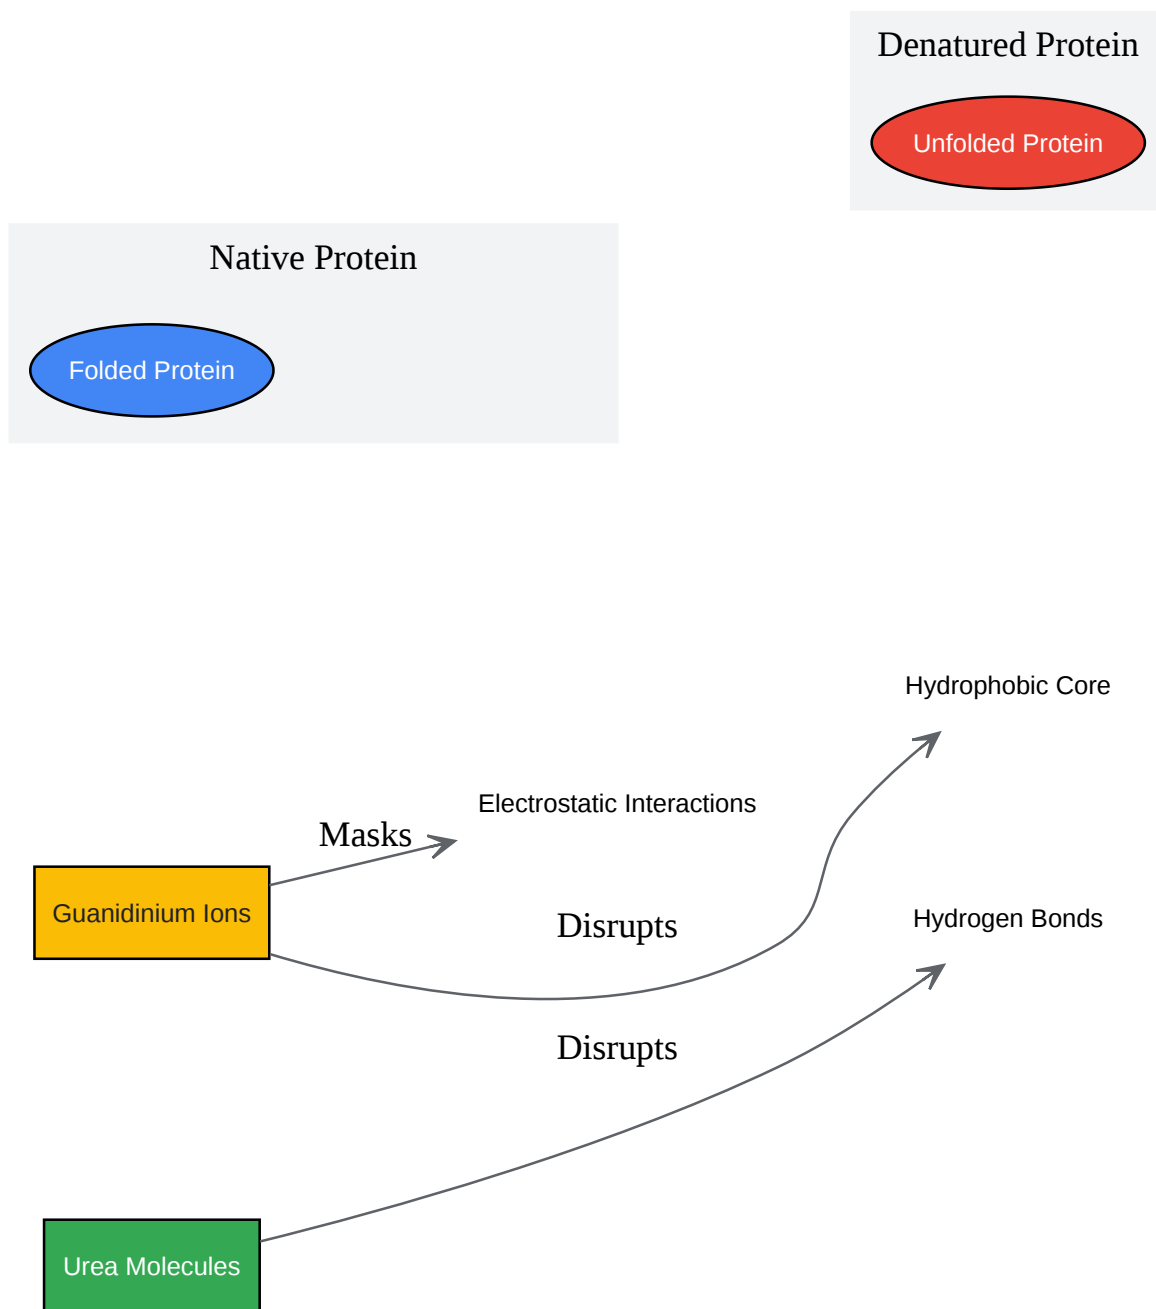 Denatured Protein
Unfolded Protein
Native Protein
Folded Protein
Hydrophobic Core
Electrostatic Interactions
Masks
Guanidinium Ions
Disrupts
Hydrogen Bonds
Disrupts
Urea Molecules